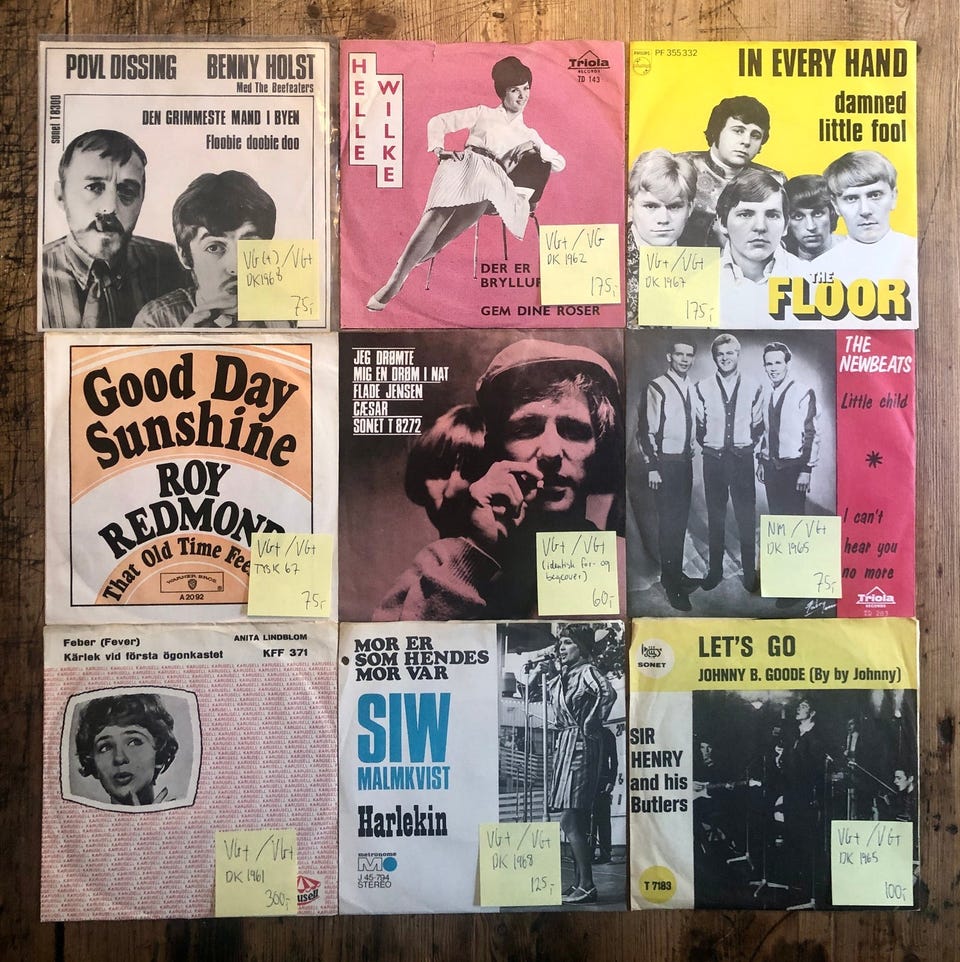 POVL DISSING
BENNY HOLST
Med The Beefeaters
DEN GRIMMESTE MAND I BYEN
Floobie doobie doo
sonet T 8300
VG(+) / VG+
DK 1968
75,-
HELLE
WILKE
Triola
RECORDS
TD 143
DER ER
GEM DINE ROSER
VG+ / VG
DK 1962
175,-
PHILIPS
PF 355 332
IN EVERY HAND
damned
little fool
THE
FLOOR
VG+ / VG+
DK 1967
175,-
Good Day
Sunshine
ROY
REDMOND
That Old Time
WARNER BROS.
A 2092
VG+ / VG+
TYSK 67
75,-
JEG DRØMTE
MIG EN DRØM I NAT
FLADE JENSEN
CÆSAR
SONET T 8272
VG+ / VG+
(identisk for- og
bagcover)
60,-
THE
NEWBEATS
Little child
*
I can't
hear you
no more
Triola
RECORDS
TD 263
NM / VG+
DK 1965
75,-
Feber (Fever)
ANITA LINDBLOM
Kärlek vid första ögonkastet
KFF 371
KARUSELL
VG+ / VG+
DK 1961
300,-
MOR ER
SOM HENDES
MOR VAR
SIW
MALMKVIST
Harlekin
metronome
J 45-794
STEREO
VG+ / VG+
DK 1968
125,-
SONET
LET'S GO
JOHNNY B. GOODE (By by Johnny)
SIR
HENRY
and his
Butlers
T 7183
VG+ / VG+
DK 1965
100,-